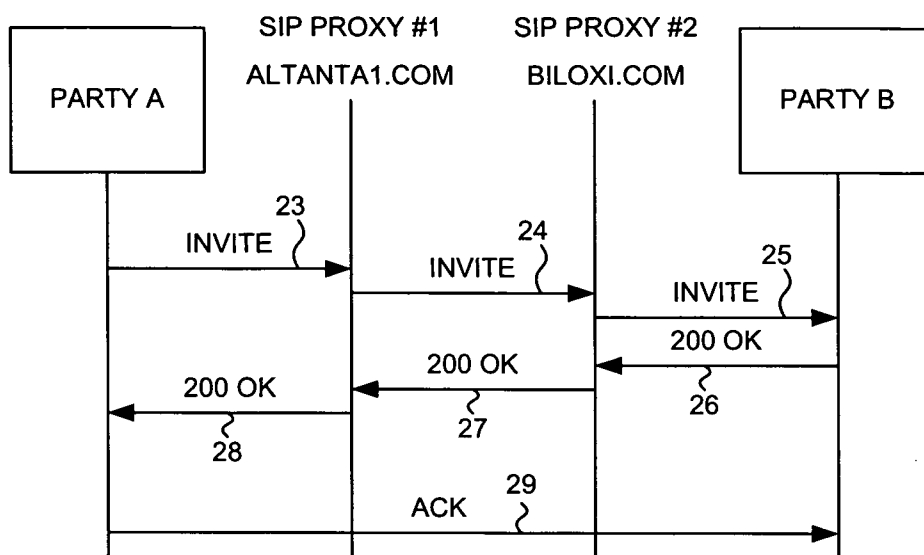 SIP PROXY #1
SIP PROXY #2
PARTY A
ALTANTA1.COM
BILOXI.COM
PARTY B
23
INVITE
24
INVITE
25
INVITE
200 OK
26
200 OK
27
200 OK
28
ACK
29